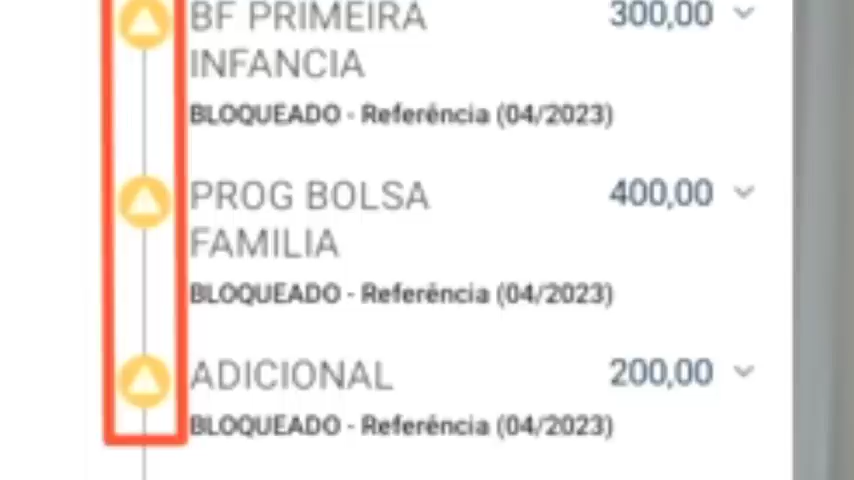 BF PRIMEIRA 300,00
INFANCIA
BLOQUEADO - Referência (04/2023)
PROG BOLSA 400,00
FAMILIA
BLOQUEADO - Referência (04/2023)
ADICIONAL 200,00
BLOQUEADO - Referência (04/2023)